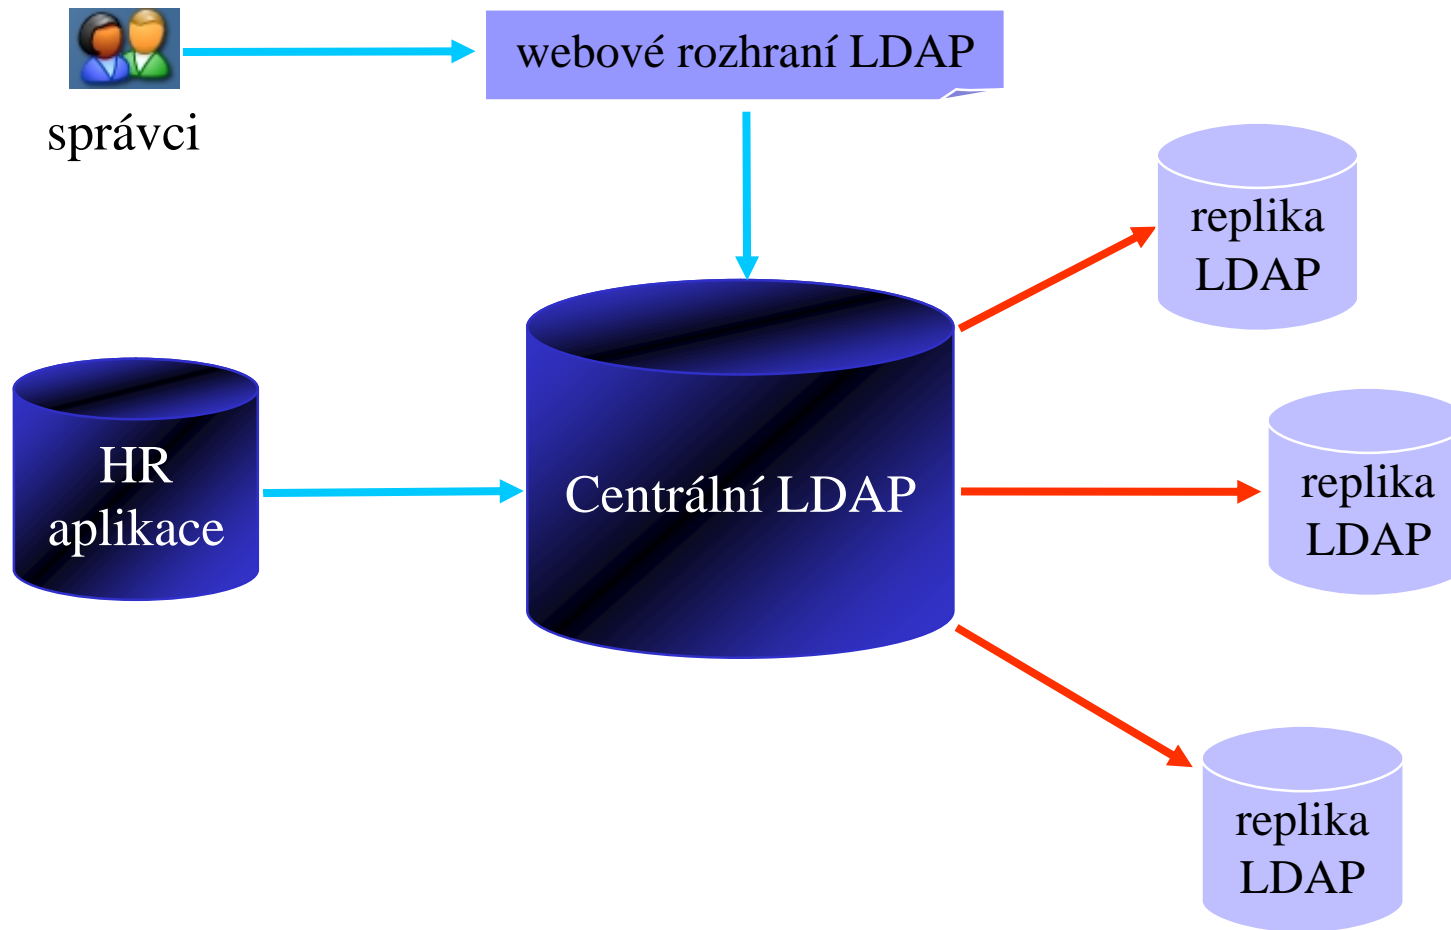 webové rozhraní LDAP
správci
replika
LDAP
HR
aplikace
Centrální LDAP
replika
LDAP
replika
LDAP